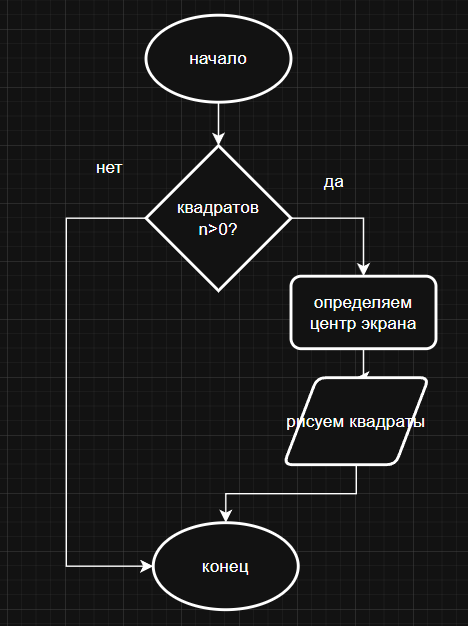 начало
нет
да
квадратов
n>0?
определяем
центр экрана
рисуем квадраты
конец